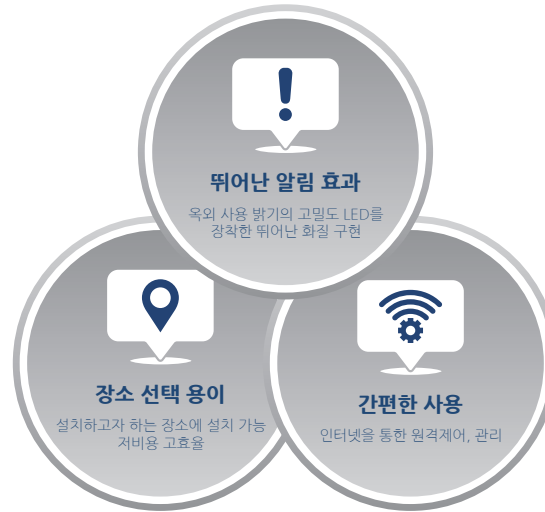 뛰어난 알림 효과
옥외 사용 밝기의 고밀도 LED를
장착한 뛰어난 화질 구현
장소 선택 용이
설치하고자 하는 장소에 설치 가능
저비용 고효율
간편한 사용
인터넷을 통한 원격제어, 관리